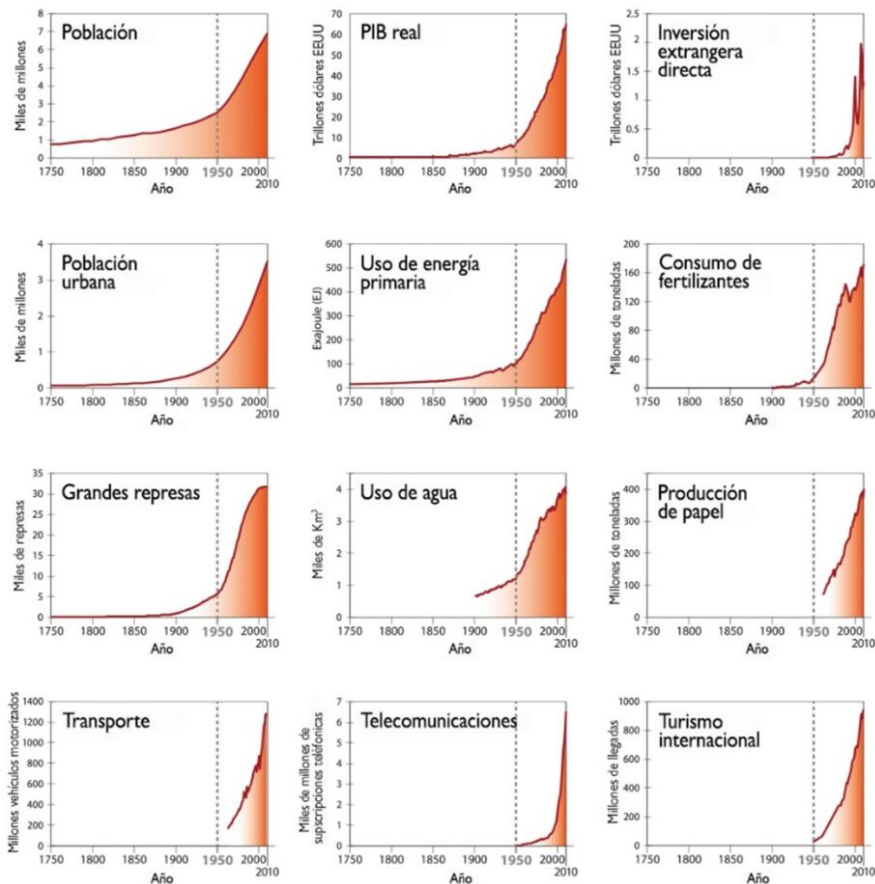 Población
Miles de millones
8
7
6
5
4
3
2
1
0
1750 1800 1850 1900 1950 2000 2010
Año
PIB real
Trillones dólares EEUU
70
60
50
40
30
20
10
0
1750 1800 1850 1900 1950 2000 2010
Año
Inversión
extrangera
directa
Trillones dólares EEUU
2.5
2
1.5
1
0.5
0
1750 1800 1850 1900 1950 2000 2010
Año
Población
urbana
Miles de millones
4
3
2
1
0
1750 1800 1850 1900 1950 2000 2010
Año
Uso de energía
primaria
Exajoule (EJ)
600
500
400
300
200
100
0
1750 1800 1850 1900 1950 2000 2010
Año
Consumo de
fertilizantes
Millones de toneladas
200
160
120
80
40
0
1750 1800 1850 1900 1950 2000 2010
Año
Grandes represas
Miles de represas
35
30
25
20
15
10
5
0
1750 1800 1850 1900 1950 2000 2010
Año
Uso de agua
Miles de Km³
4
3
2
1
0
1750 1800 1850 1900 1950 2000 2010
Año
Producción
de papel
Millones de toneladas
400
300
200
100
0
1750 1800 1850 1900 1950 2000 2010
Año
Transporte
Millones vehículos motorizados
1400
1200
1000
800
600
400
200
0
1750 1800 1850 1900 1950 2000 2010
Año
Telecomunicaciones
Miles de millones de
supscripciones teléfonicas
7
6
5
4
3
2
1
0
1750 1800 1850 1900 1950 2000 2010
Año
Turismo
internacional
Millones de llegadas
1000
800
600
400
200
0
1750 1800 1850 1900 1950 2000 2010
Año